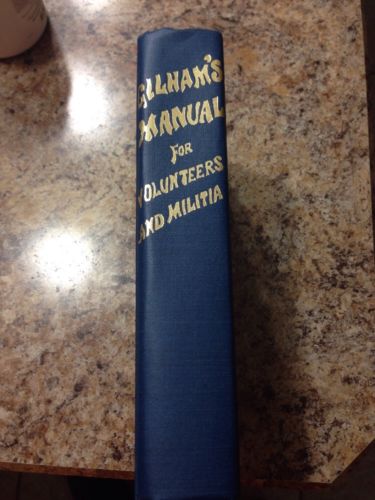 GILHAM'S
MANUAL
FOR
VOLUNTEERS
AND MILITIA